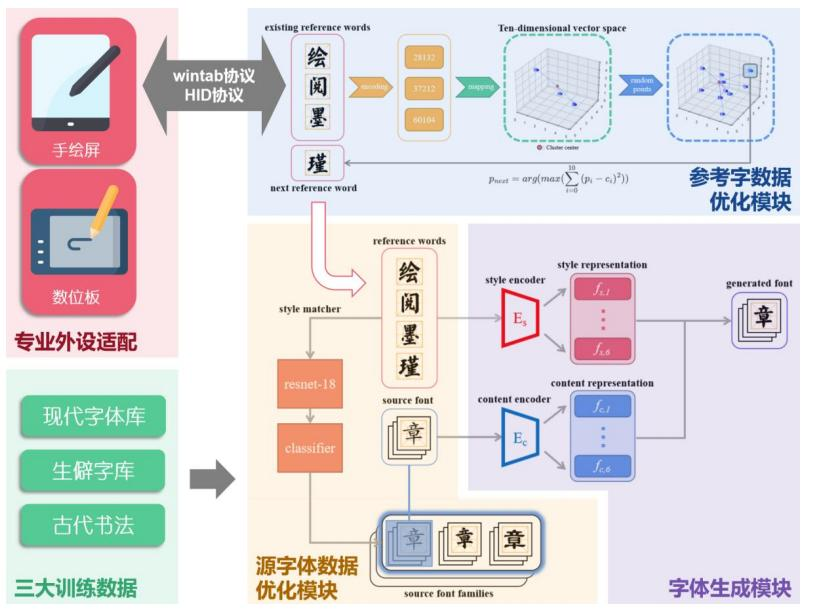 手绘屏
数位板
专业外设适配
wintab协议
HID协议
existing reference words
绘
阅
墨
瑾
next reference word
encoding
28132
37212
60104
mapping
Ten-dimensional vector space
: Cluster center
random
points
p_next = arg(max(∑_{i=0}^{10} (p_i − c_i)^2))
参考字数据
优化模块
reference words
绘
阅
墨
瑾
style matcher
resnet-18
classifier
source font
章
章 章 章
source font families
源字体数据
优化模块
style encoder
E_s
style representation
f_{s,1}
f_{s,6}
content encoder
E_c
content representation
f_{c,1}
f_{c,6}
generated font
章
字体生成模块
现代字体库
生僻字库
古代书法
三大训练数据